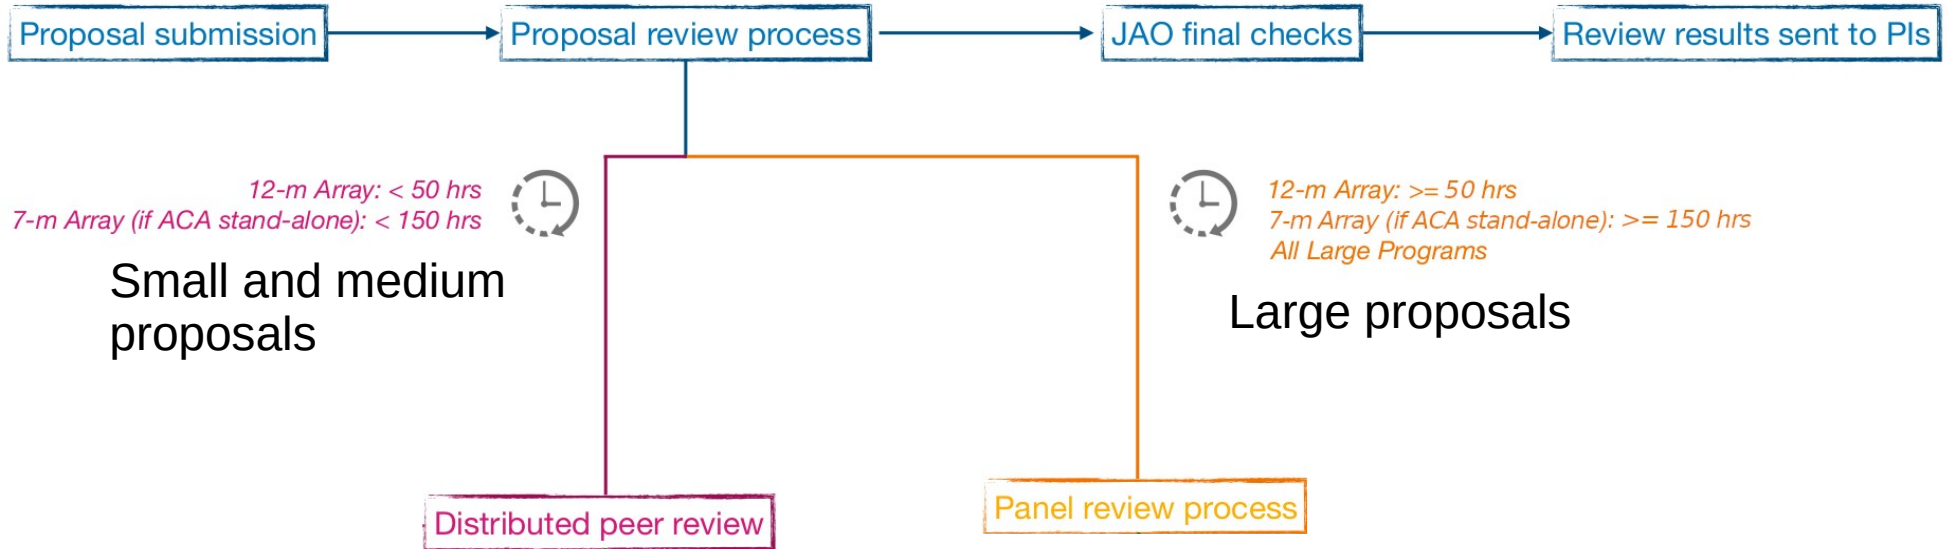 Proposal submission
Proposal review process
JAO final checks
Review results sent to PIs
12-m Array: < 50 hrs
7-m Array (if ACA stand-alone): < 150 hrs
Small and medium
proposals
12-m Array: >= 50 hrs
7-m Array (if ACA stand-alone): >= 150 hrs
All Large Programs
Large proposals
Distributed peer review
Panel review process